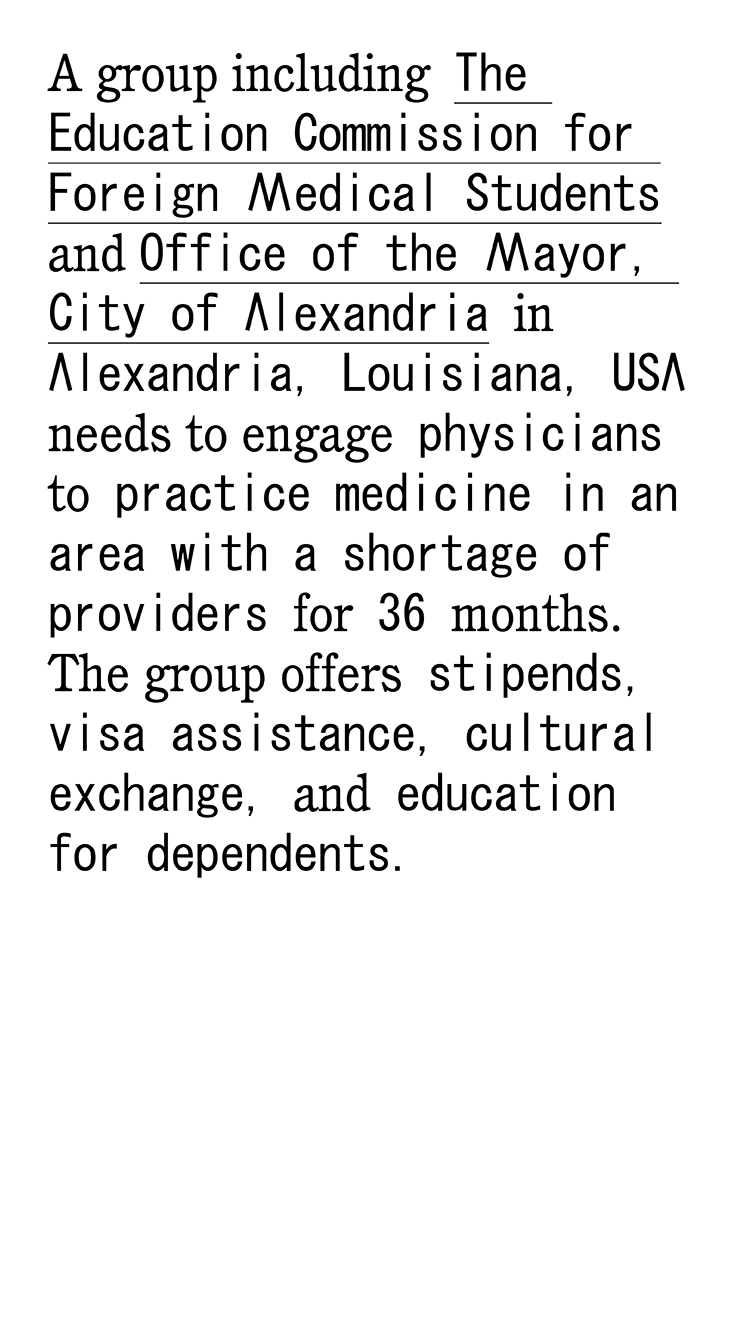 A group including The
Education Commission for
Foreign Medical Students
and Office of the Mayor,
City of Alexandria in
Alexandria, Louisiana, USA
needs to engage physicians
to practice medicine in an
area with a shortage of
providers for 36 months.
The group offers stipends,
visa assistance, cultural
exchange, and education
for dependents.